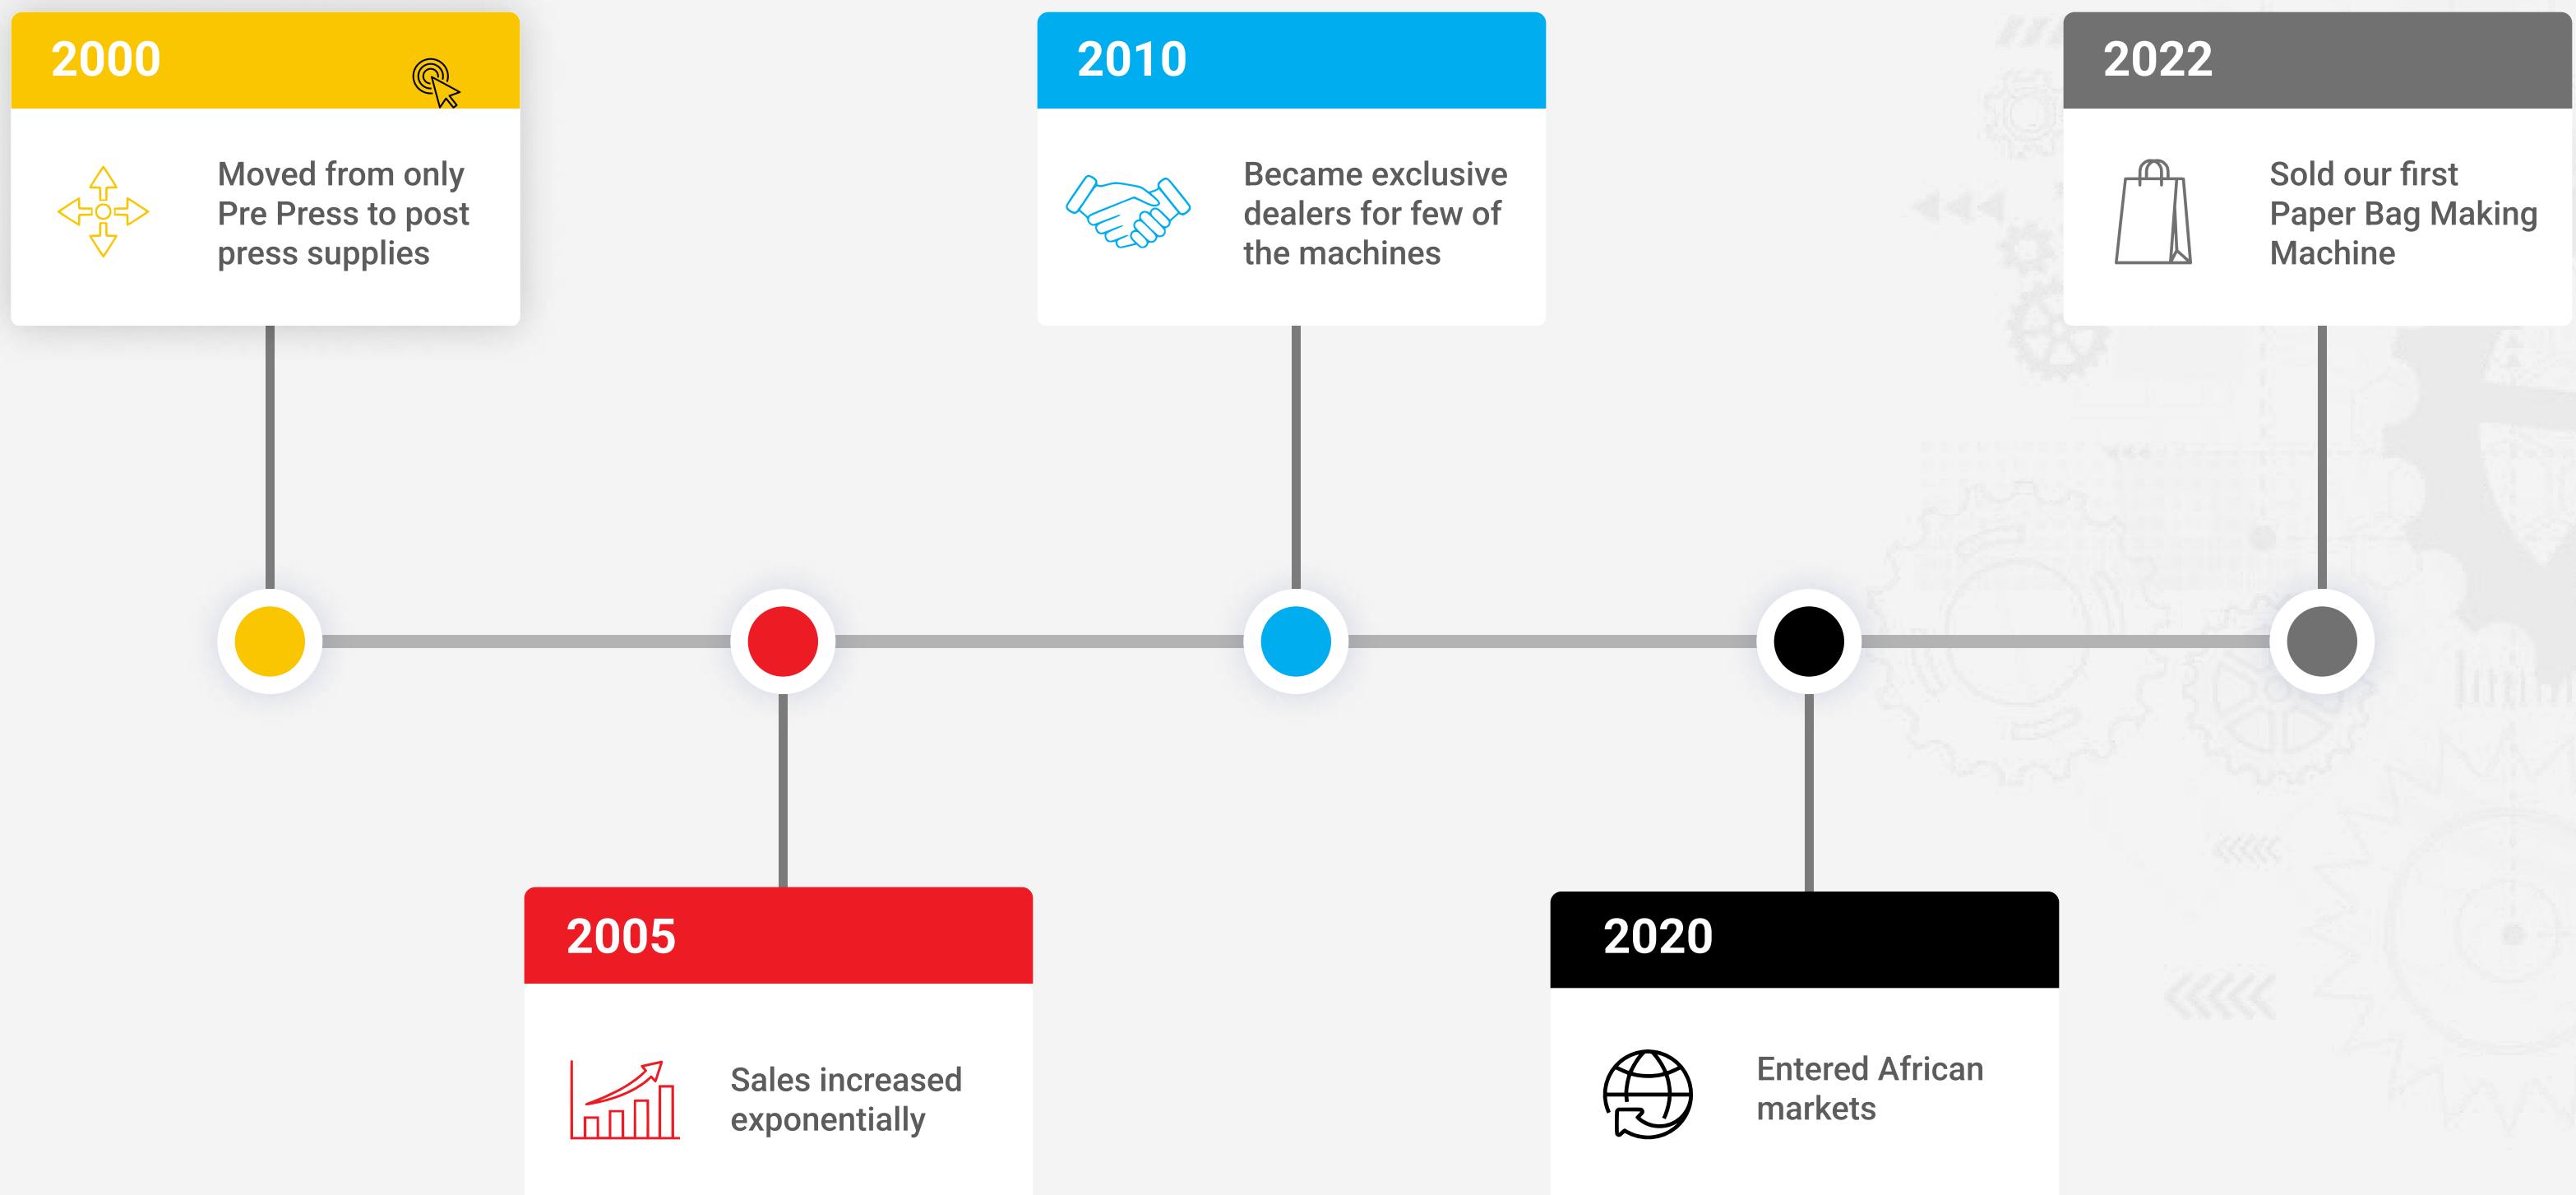 2000
Moved from only
Pre Press to post
press supplies
2005
Sales increased
exponentially
2010
Became exclusive
dealers for few of
the machines
2020
Entered African
markets
2022
Sold our first
Paper Bag Making
Machine